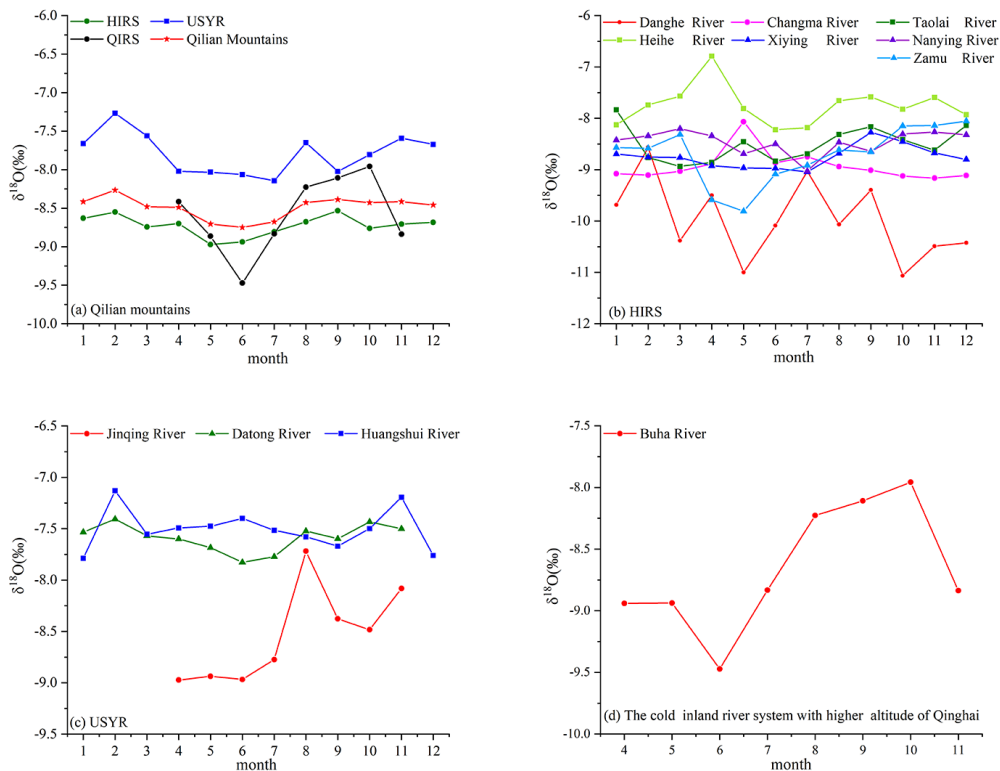 HIRS USYR
QIRS Qilian Mountains
-6.0
-6.5
-7.0
-7.5
-8.0
-8.5
-9.0
-9.5
-10.0
δ¹⁸O(‰)
(a) Qilian mountains
1 2 3 4 5 6 7 8 9 10 11 12
month
Danghe River Changma River Taolai River
Heihe River Xiying River Nanying River
Zamu River
-6
-7
-8
-9
-10
-11
-12
δ¹⁸O(‰)
(b) HIRS
1 2 3 4 5 6 7 8 9 10 11 12
month
Jinqing River Datong River Huangshui River
-6.5
-7.0
-7.5
-8.0
-8.5
-9.0
-9.5
δ¹⁸O(‰)
(c) USYR
1 2 3 4 5 6 7 8 9 10 11 12
month
Buha River
-7.5
-8.0
-8.5
-9.0
-9.5
-10.0
δ¹⁸O(‰)
(d) The cold inland river system with higher altitude of Qinghai
4 5 6 7 8 9 10 11
month